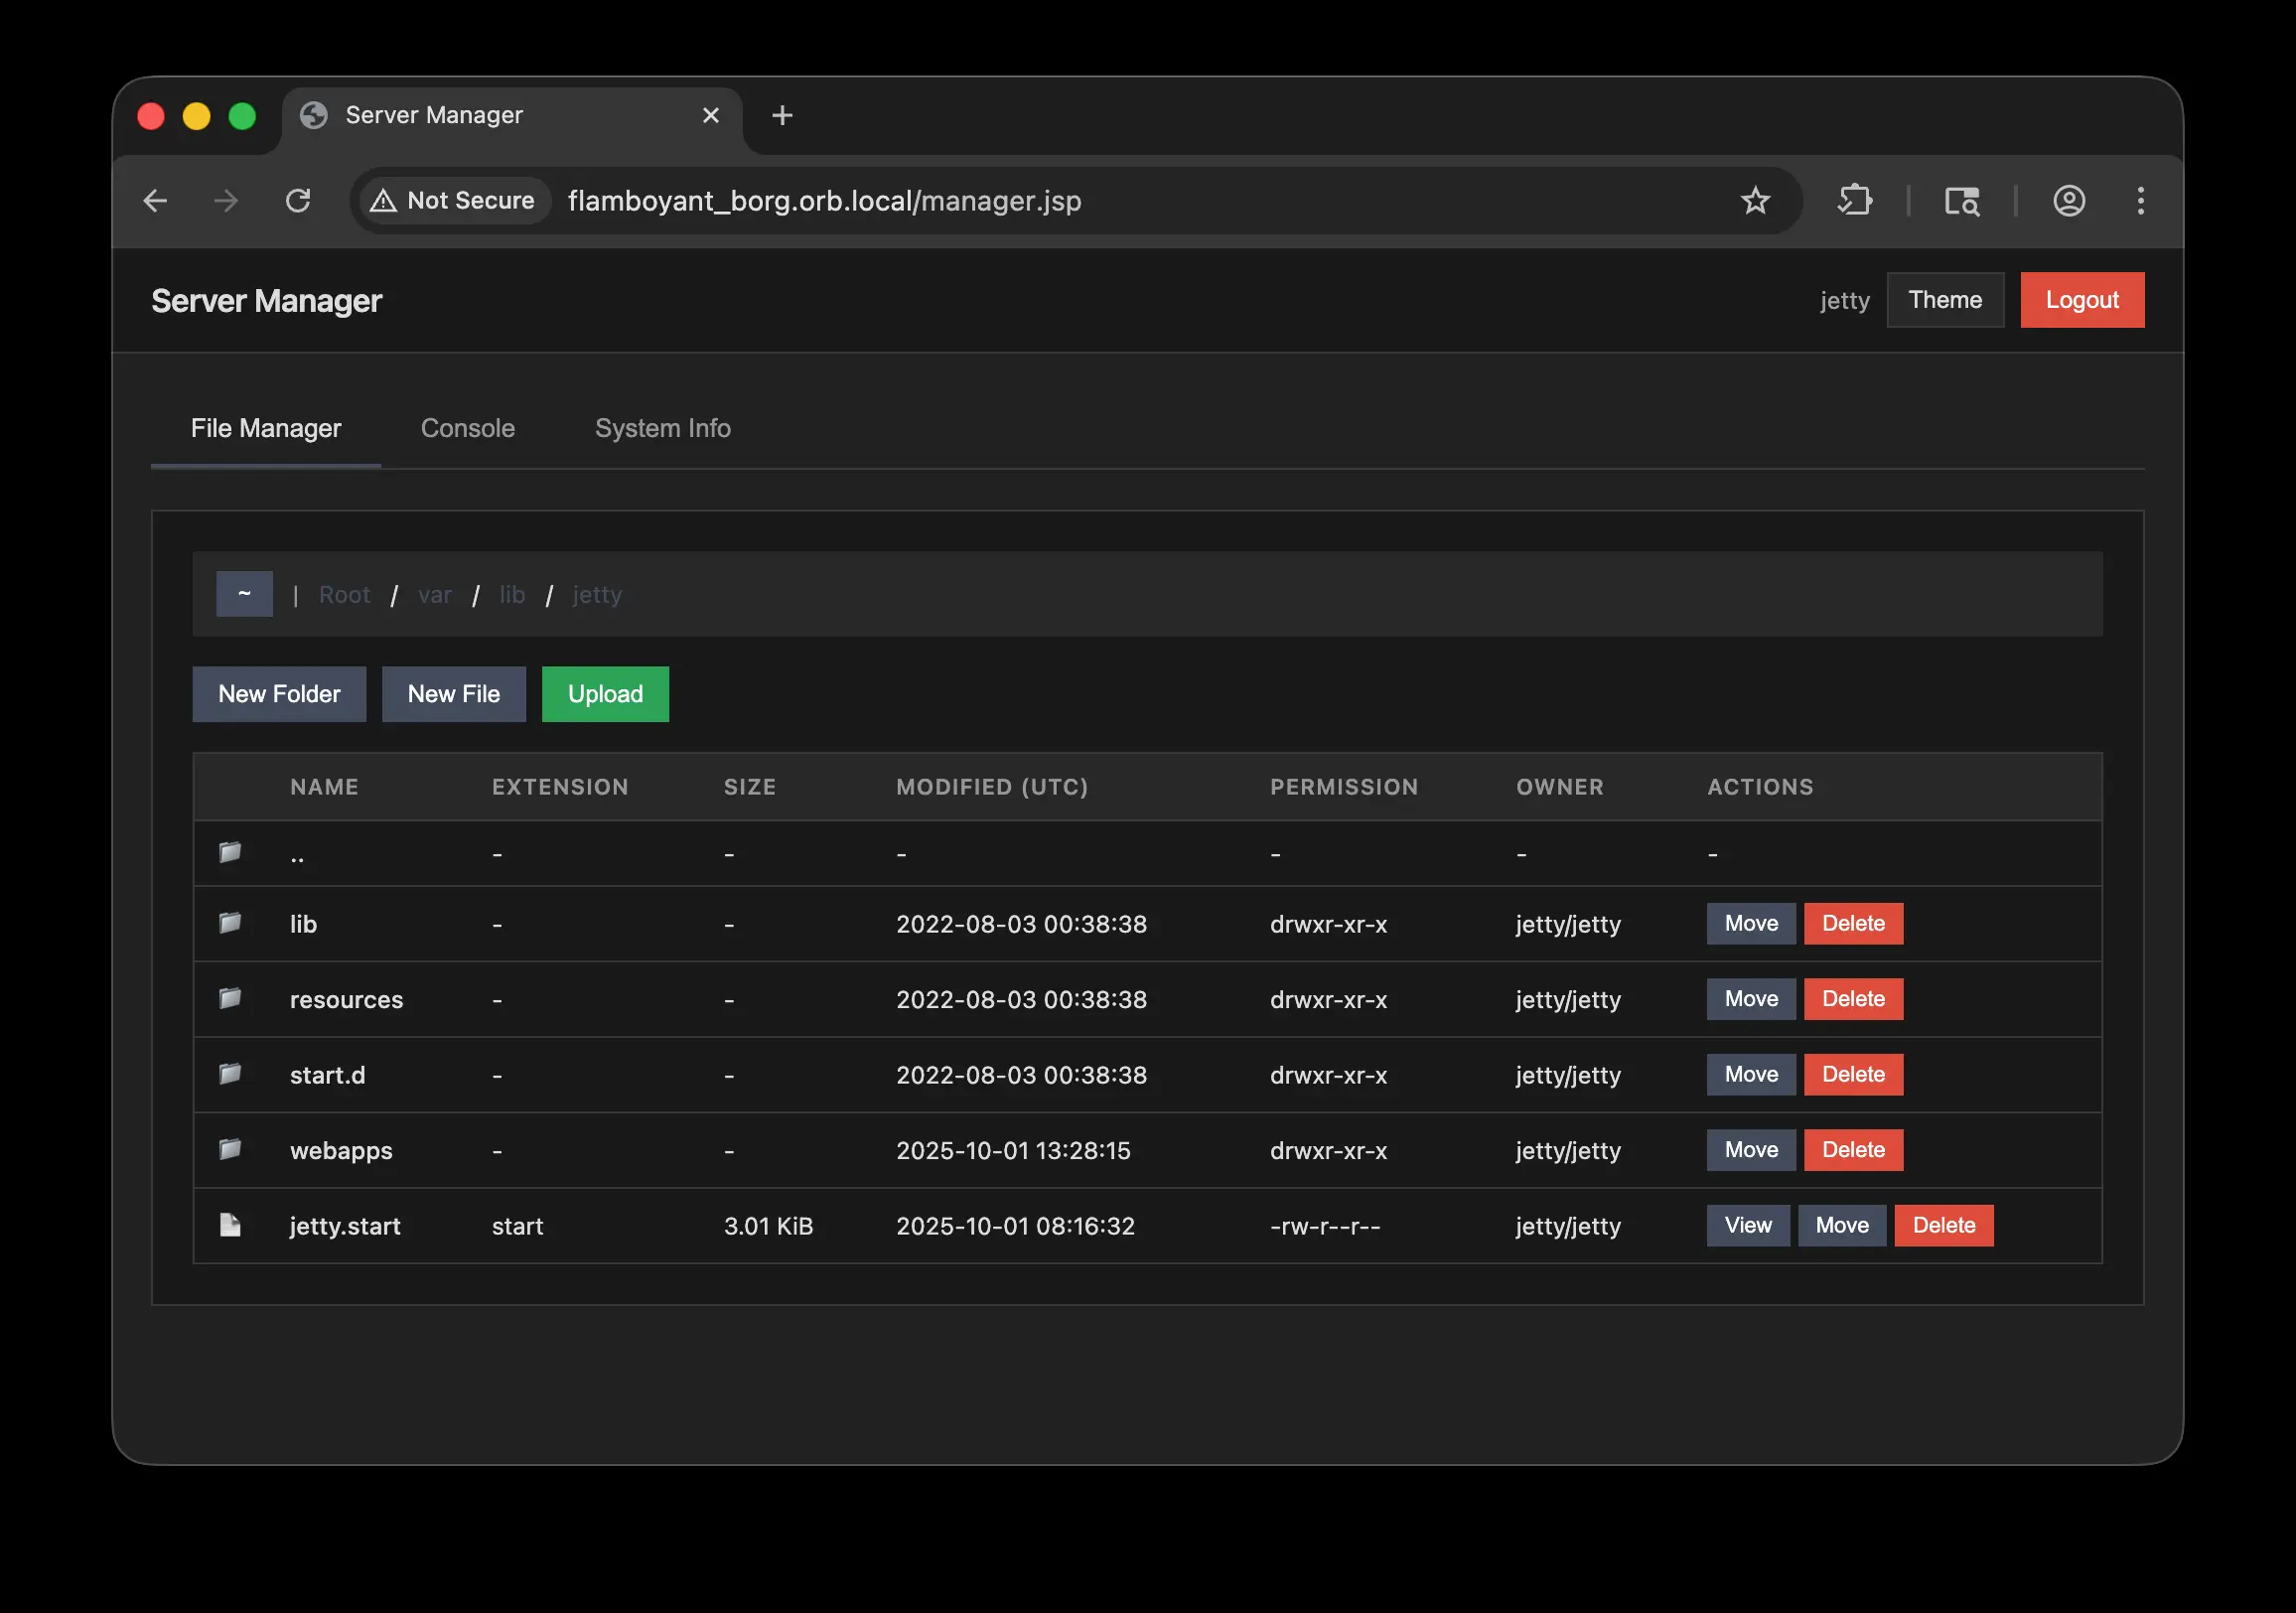 Server Manager
Not Secure flamboyant_borg.orb.local/manager.jsp
Server Manager jetty Theme Logout
File Manager Console System Info
~ | Root / var / lib / jetty
New Folder New File Upload
NAME EXTENSION SIZE MODIFIED (UTC) PERMISSION OWNER ACTIONS
.. - - - - - -
lib - - 2022-08-03 00:38:38 drwxr-xr-x jetty/jetty Move Delete
resources - - 2022-08-03 00:38:38 drwxr-xr-x jetty/jetty Move Delete
start.d - - 2022-08-03 00:38:38 drwxr-xr-x jetty/jetty Move Delete
webapps - - 2025-10-01 13:28:15 drwxr-xr-x jetty/jetty Move Delete
jetty.start start 3.01 KiB 2025-10-01 08:16:32 -rw-r--r-- jetty/jetty View Move Delete